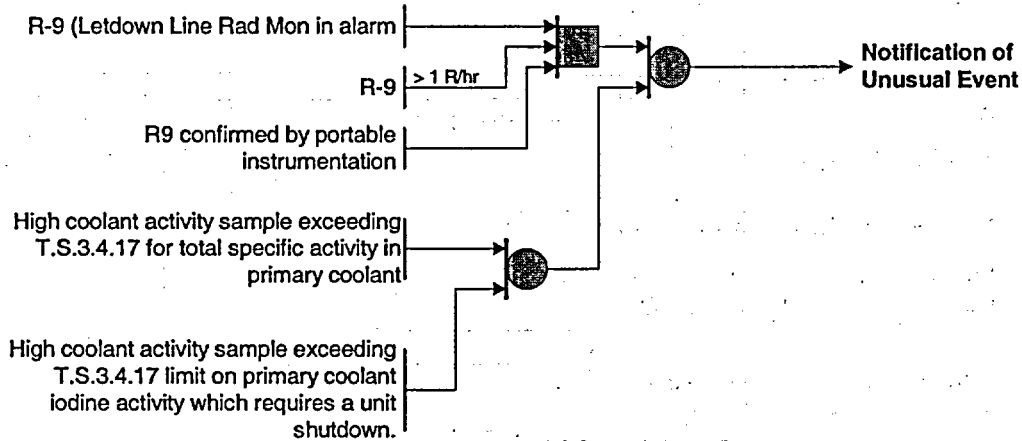 R-9 (Letdown Line Rad Mon in alarm
R-9
> 1 R/hr
R9 confirmed by portable
instrumentation
High coolant activity sample exceeding
T.S.3.4.17 for total specific activity in
primary coolant
High coolant activity sample exceeding
T.S.3.4.17 limit on primary coolant
iodine activity which requires a unit
shutdown.
Notification of
Unusual Event